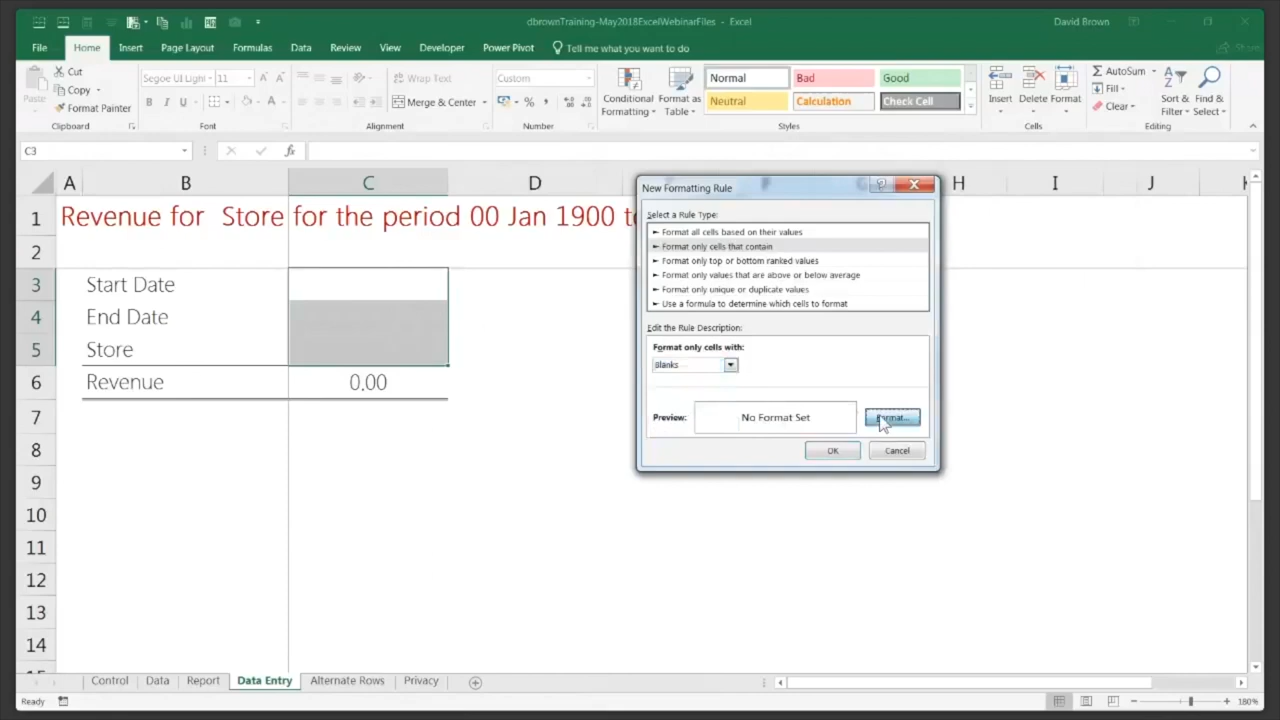 dbrownTraining-May2018ExcelWebinarFiles - Excel
David Brown
File Home Insert Page Layout Formulas Data Review View Developer Power Pivot Tell me what you want to do Share
Cut
Copy
Format Painter
Paste
Clipboard
Segoe UI Light 11
B I U
Font
Wrap Text
Merge & Center
Alignment
Custom
%
Number
Conditional Formatting
Format as Table
Normal Bad Good
Neutral Calculation Check Cell
Styles
Insert Delete Format
Cells
AutoSum
Fill
Clear
Sort & Filter
Find & Select
Editing
C3
fx
A B C D H I J
1 Revenue for Store for the period 00 Jan 1900 to
2
3 Start Date
4 End Date
5 Store
6 Revenue 0.00
7
8
9
10
11
12
13
14
New Formatting Rule
Select a Rule Type:
► Format all cells based on their values
► Format only cells that contain
► Format only top or bottom ranked values
► Format only values that are above or below average
► Format only unique or duplicate values
► Use a formula to determine which cells to format
Edit the Rule Description:
Format only cells with:
Blanks
Preview: No Format Set Format...
OK Cancel
Control Data Report Data Entry Alternate Rows Privacy
Ready
180%